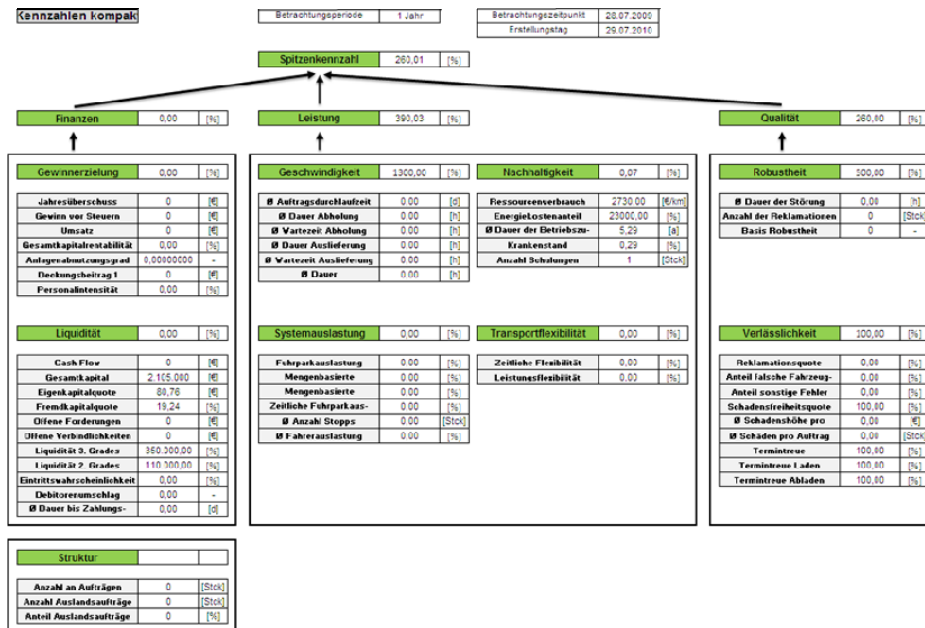 Kennzahlen kompakt
Betrachtungsperiode 1 Jahr
Betrachtungszeitpunkt 28.07.2009
Erstellungstag 29.07.2010
Spitzenkennzahl 260,01 [%]
Finanzen 0,00 [%]
Leistung 390,03 [%]
Qualität 260,00 [%]
Gewinnerzielung 0,00 [%]
Jahresüberschuss 0 [€]
Gewinn vor Steuern 0 [€]
Umsatz 0 [€]
Gesamtkapitalrentabilität 0,00 [%]
Anlagenabnutzungsgrad 0,00000000 -
Deckungsbeitrag 1 0 [€]
Personalintensität 0,00 [%]
Geschwindigkeit 1300,00 [%]
Ø Auftragsdurchlaufzeit 0,00 [d]
Ø Dauer Abholung 0,00 [h]
Ø Wartezeit Abholung 0,00 [h]
Ø Dauer Auslieferung 0,00 [h]
Ø Wartezeit Auslieferung 0,00 [h]
Ø Dauer 0,00 [h]
Nachhaltigkeit 0,07 [%]
Ressourcenverbrauch 2730,00 [€/km]
Energiekostenanteil 23000,00 [%]
Ø Dauer der Betriebszu- 5,29 [a]
Krankenstand 0,29 [%]
Anzahl Schulungen 1 [Stck]
Robustheit 500,00 [%]
Ø Dauer der Störung 0,00 [h]
Anzahl der Reklamationen 0 [Stck]
Basis Robustheit 0 -
Liquidität 0,00 [%]
Cash Flow 0 [€]
Gesamtkapital 2.105.000 [€]
Eigenkapitalquote 80,76 [€]
Fremdkapitalquote 19,24 [%]
Offene Forderungen 0 [€]
Offene Verbindlichkeiten 0 [€]
Liquidität 3. Grades 350.000,00 [%]
Liquidität 2. Grades 110.000,00 [%]
Eintrittswahrscheinlichkeit 0,00 [%]
Debitorenumschlag 0,00 -
Ø Dauer bis Zahlungs- 0,00 [d]
Systemauslastung 0,00 [%]
Fuhrparkauslastung 0,00 [%]
Mengenbasierte 0,00 [%]
Mengenbasierte 0,00 [%]
Zeitliche Fuhrparkaus- 0,00 [%]
Ø Anzahl Stopps 0,00 [Stck]
Ø Fahrerauslastung 0,00 [%]
Transportflexibilität 0,00 [%]
Zeitliche Flexibilität 0,00 [%]
Leistungsflexibilität 0,00 [%]
Verlässlichkeit 100,00 [%]
Reklamationsquote 0,00 [%]
Anteil falsche Fahrzeug- 0,00 [%]
Anteil sonstige Fehler 0,00 [%]
Schadensfreiheitsquote 100,00 [%]
Ø Schadenshöhe pro 0,00 [€]
Ø Schäden pro Auftrag 0,00 [Stck]
Termintreue 100,00 [%]
Termintreue Laden 100,00 [%]
Termintreue Abladen 100,00 [%]
Struktur
Anzahl an Aufträgen 0 [Stck]
Anzahl Auslandsaufträge 0 [Stck]
Anteil Auslandsaufträge 0 [%]